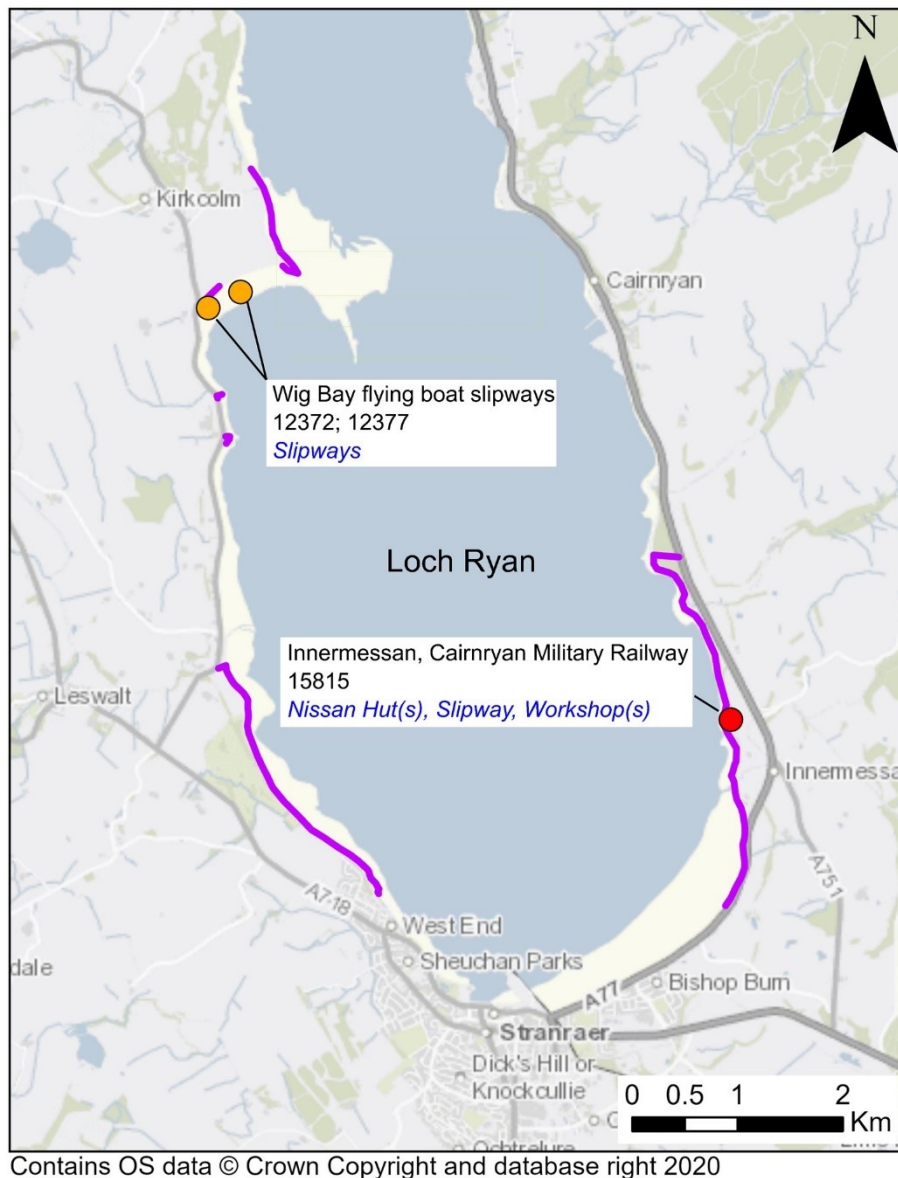 N
Kirkcolm
Cairnryan
Wig Bay flying boat slipways
12372; 12377
Slipways
Loch Ryan
Innermessan, Cairnryan Military Railway
15815
Nissan Hut(s), Slipway, Workshop(s)
Leswalt
Innermessa
A751
A718
West End
Sheuchan Parks
dale
A77
Bishop Burn
Stranraer
Dick's Hill or
Knockcullie
0 0.5 1 2
Km
Contains OS data © Crown Copyright and database right 2020